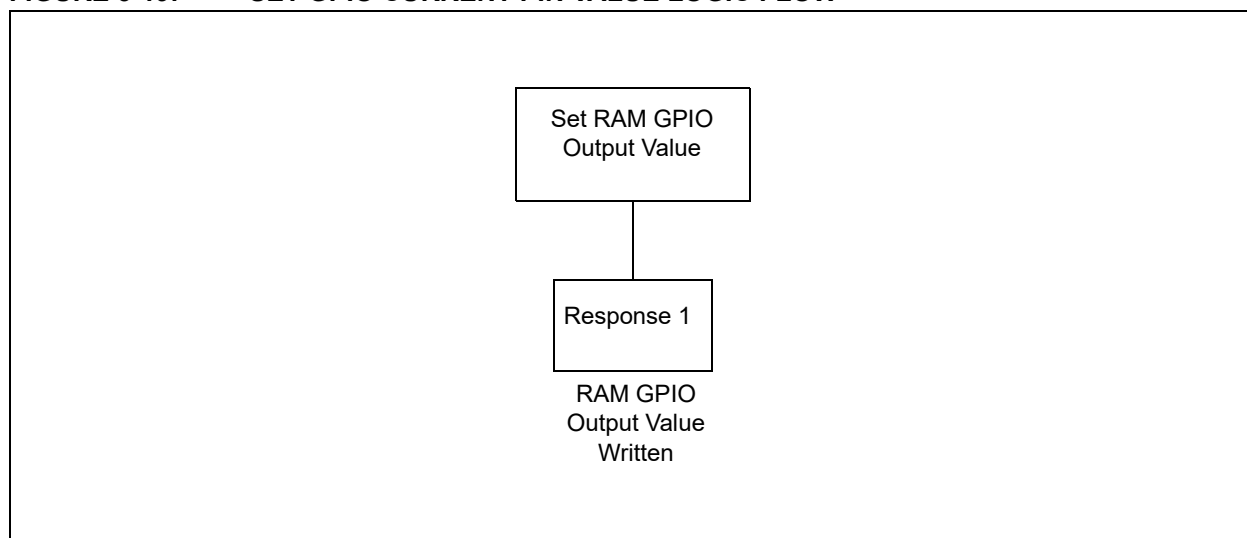 Set RAM GPIO
Output Value
Response 1
RAM GPIO
Output Value
Written